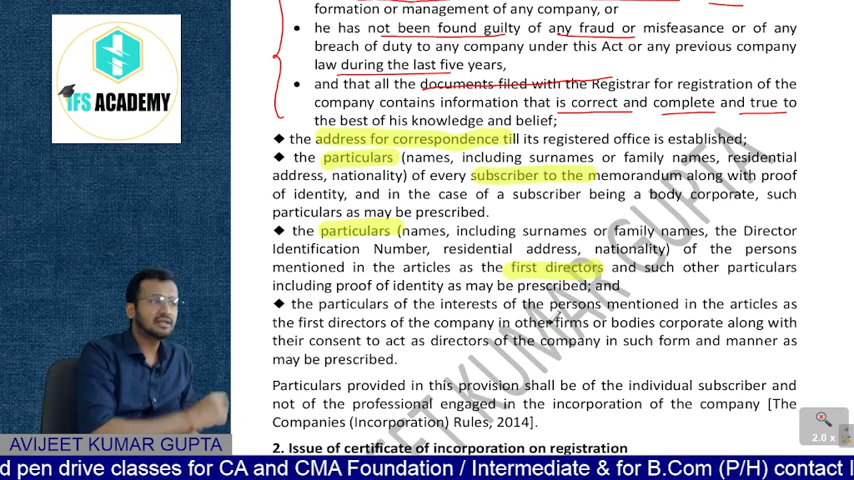 formation or management of any company, or
• he has not been found guilty of any fraud or misfeasance or of any
breach of duty to any company under this Act or any previous company
law during the last five years,
• and that all the documents filed with the Registrar for registration of the
company contains information that is correct and complete and true to
the best of his knowledge and belief;
❖ the address for correspondence till its registered office is established;
❖ the particulars (names, including surnames or family names, residential
address, nationality) of every subscriber to the memorandum along with proof
of identity, and in the case of a subscriber being a body corporate, such
particulars as may be prescribed.
❖ the particulars (names, including surnames or family names, the Director
Identification Number, residential address, nationality) of the persons
mentioned in the articles as the first directors and such other particulars
including proof of identity as may be prescribed; and
❖ the particulars of the interests of the persons mentioned in the articles as
the first directors of the company in other firms or bodies corporate along with
their consent to act as directors of the company in such form and manner as
may be prescribed.
Particulars provided in this provision shall be of the individual subscriber and
not of the professional engaged in the incorporation of the company [The
Companies (Incorporation) Rules, 2014].
2. Issue of certificate of incorporation on registration
IFS ACADEMY
EET KUMAR GUPTA
2.0 x
AVIJEET KUMAR GUPTA
d pen drive classes for CA and CMA Foundation / Intermediate & for B.Com (P/H) contact